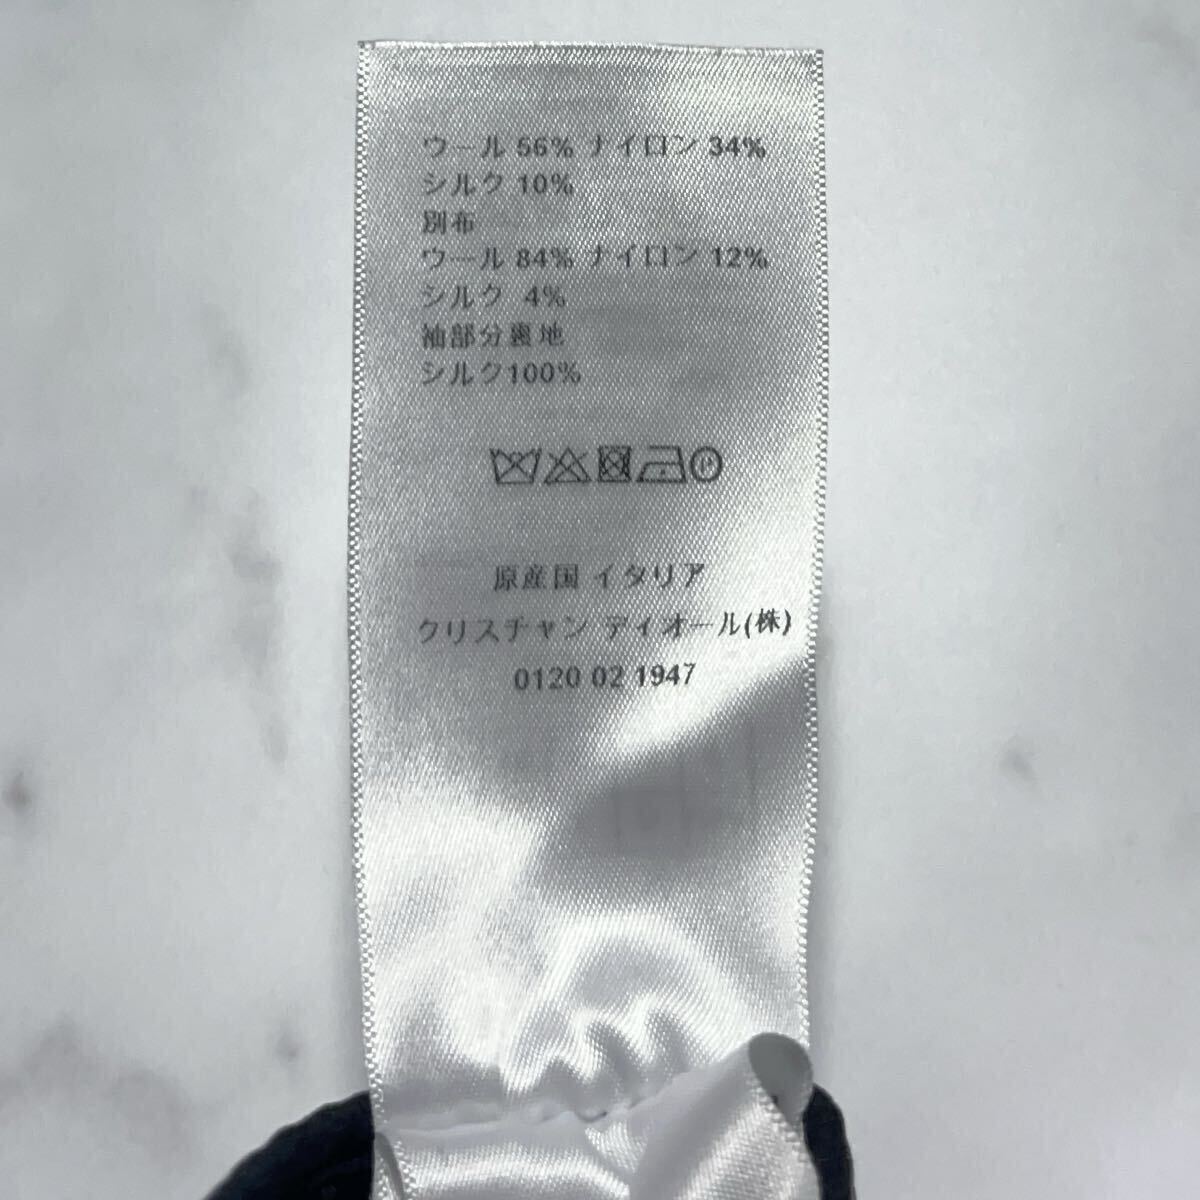 ウール 56% ナイロン 34%
シルク 10%
別布
ウール 84% ナイロン 12%
シルク 4%
袖部分裏地
シルク100%
原産国 イタリア
クリスチャン ディオール(株)
0120 02 1947